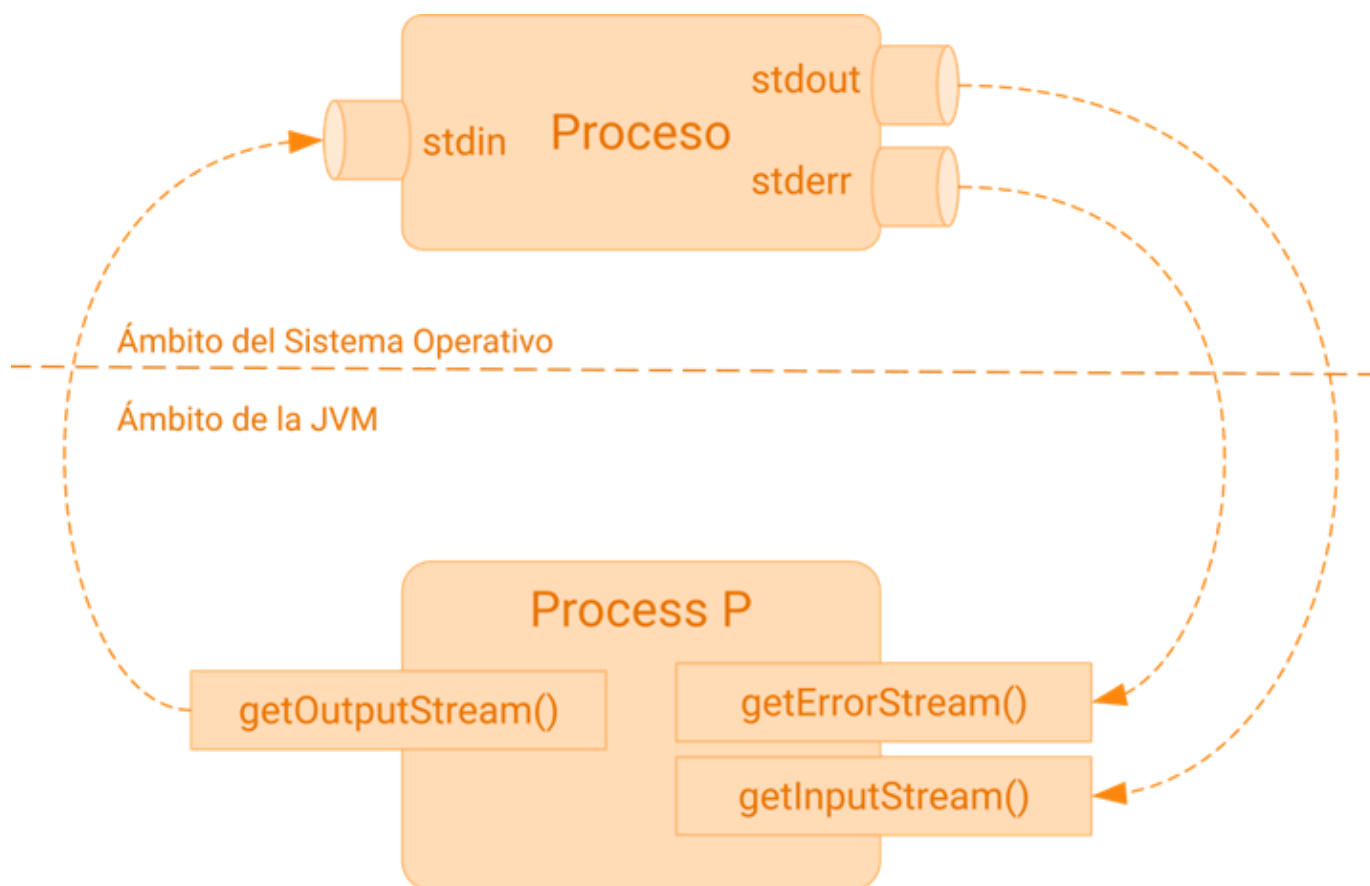 stdout
stdin
Proceso
stderr
Ámbito del Sistema Operativo
Ámbito de la JVM
Process P
getOutputStream()
getErrorStream()
getInputStream()